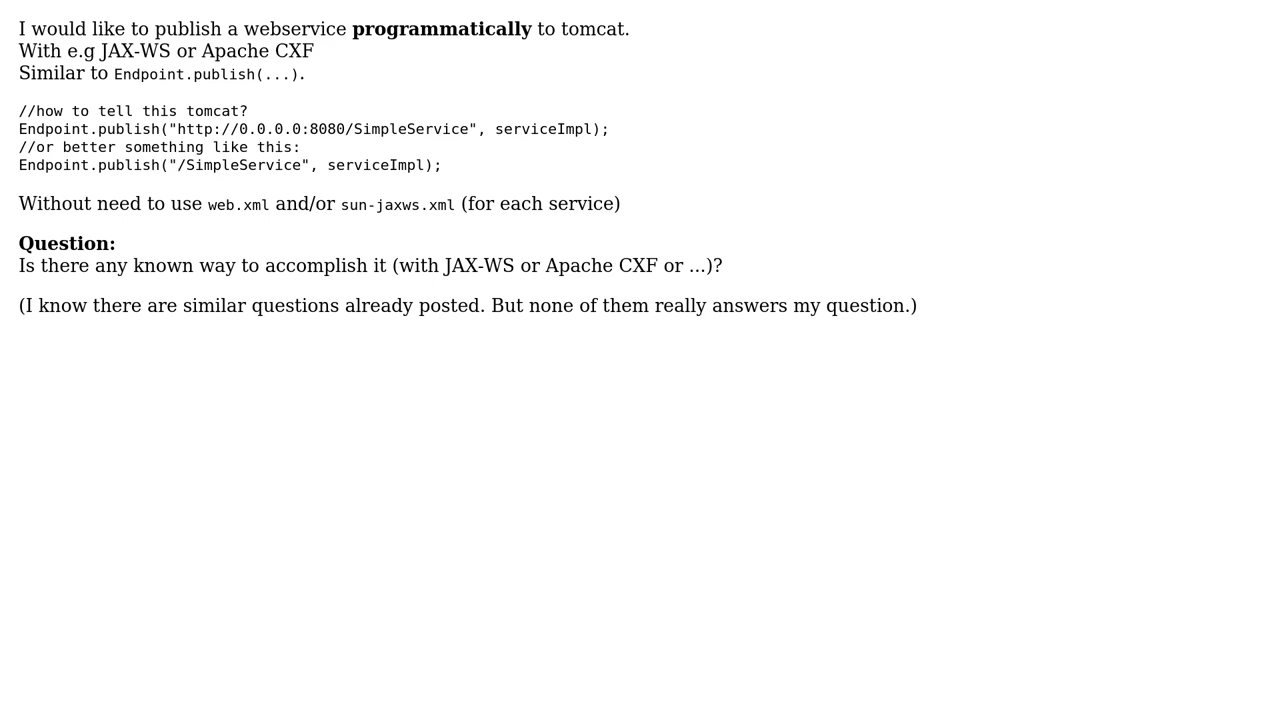 I would like to publish a webservice programmatically to tomcat.
With e.g JAX-WS or Apache CXF
Similar to Endpoint.publish(...).
//how to tell this tomcat?
Endpoint.publish("http://0.0.0.0:8080/SimpleService", serviceImpl);
//or better something like this:
Endpoint.publish("/SimpleService", serviceImpl);
Without need to use web.xml and/or sun-jaxws.xml (for each service)
Question:
Is there any known way to accomplish it (with JAX-WS or Apache CXF or ...)?
(I know there are similar questions already posted. But none of them really answers my question.)